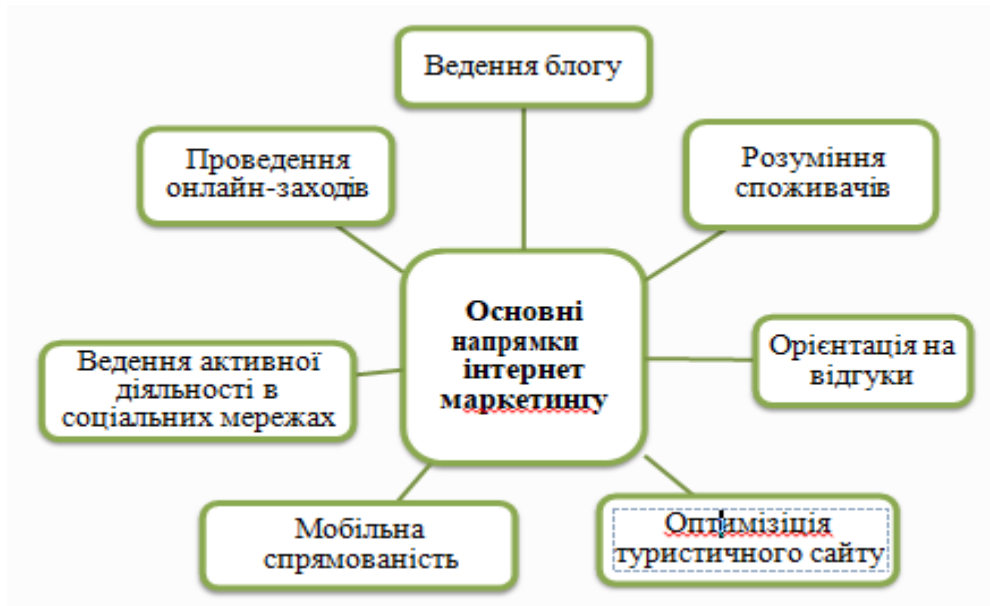 Ведення блогу
Проведення
онлайн-заходів
Розуміння
споживачів
Основні
напрямки
інтернет
маркетингу
Орієнтація на
відгуки
Ведення активної
діяльності в
соціальних мережах
Мобільна
спрямованість
Оптимізіція
туристичного сайту